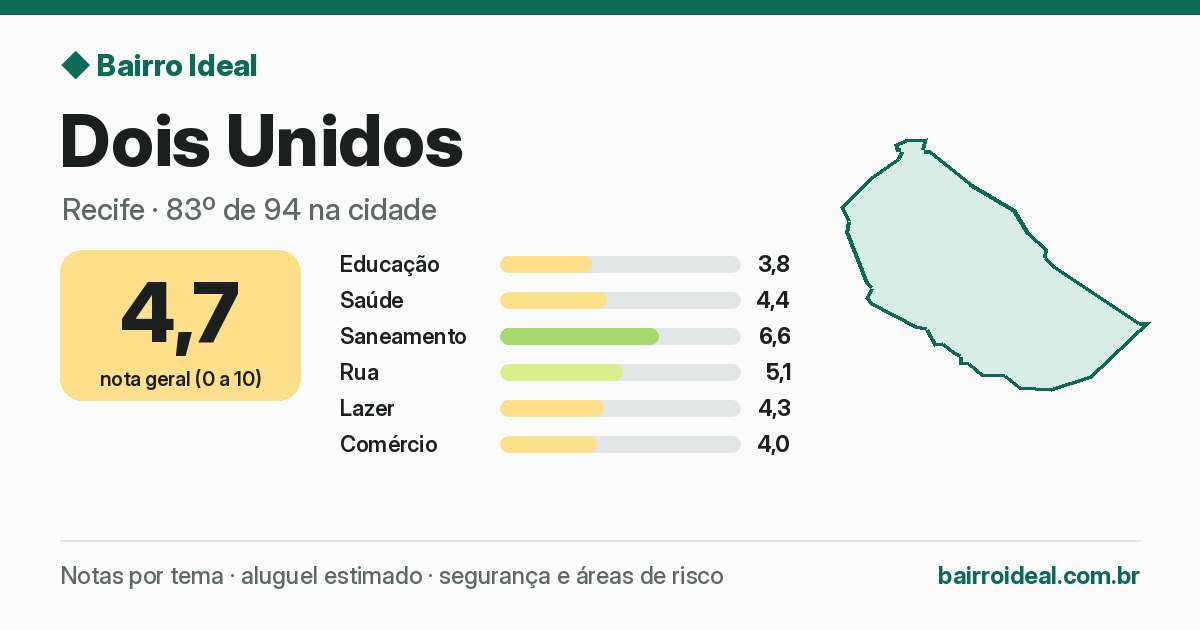 Bairro Ideal
Dois Unidos
Recife · 83º de 94 na cidade
4,7
nota geral (0 a 10)
Educação 3,8
Saúde 4,4
Saneamento 6,6
Rua 5,1
Lazer 4,3
Comércio 4,0
Notas por tema · aluguel estimado · segurança e áreas de risco
bairroideal.com.br